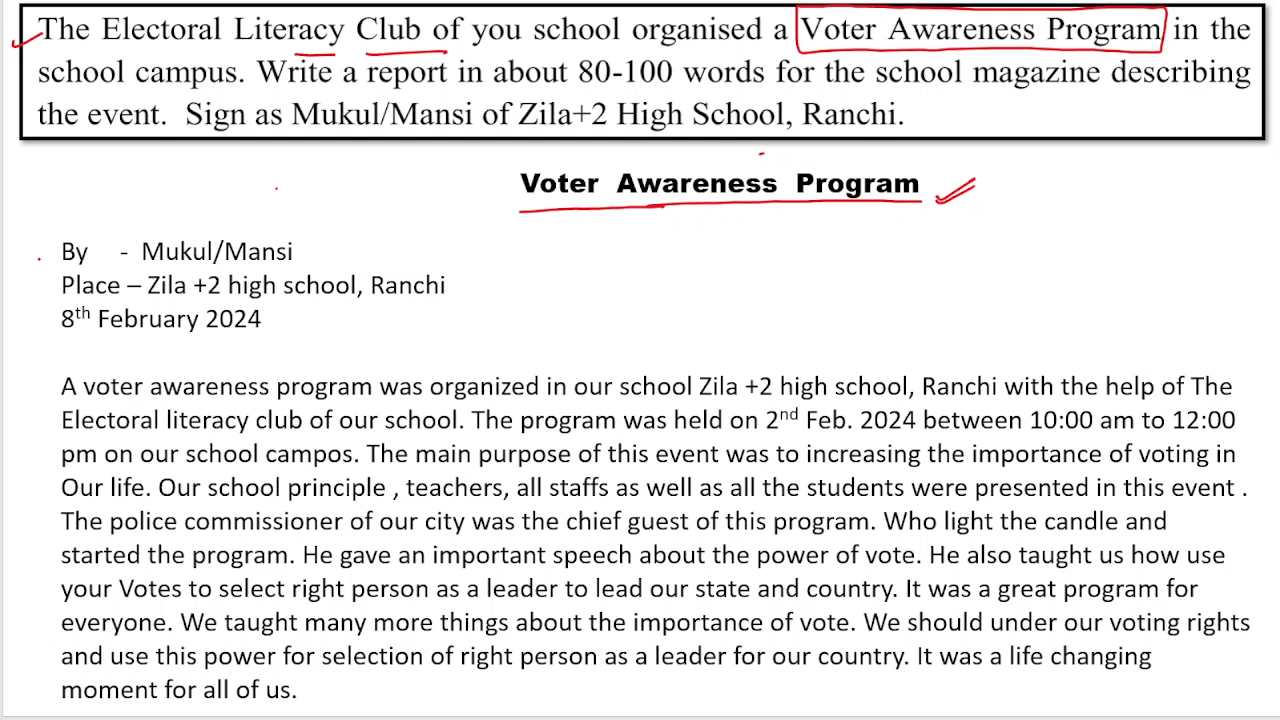 The Electoral Literacy Club of you school organised a Voter Awareness Program in the
school campus. Write a report in about 80-100 words for the school magazine describing
the event. Sign as Mukul/Mansi of Zila+2 High School, Ranchi.
Voter Awareness Program
By - Mukul/Mansi
Place – Zila +2 high school, Ranchi
8th February 2024
A voter awareness program was organized in our school Zila +2 high school, Ranchi with the help of The
Electoral literacy club of our school. The program was held on 2nd Feb. 2024 between 10:00 am to 12:00
pm on our school campos. The main purpose of this event was to increasing the importance of voting in
Our life. Our school principle , teachers, all staffs as well as all the students were presented in this event .
The police commissioner of our city was the chief guest of this program. Who light the candle and
started the program. He gave an important speech about the power of vote. He also taught us how use
your Votes to select right person as a leader to lead our state and country. It was a great program for
everyone. We taught many more things about the importance of vote. We should under our voting rights
and use this power for selection of right person as a leader for our country. It was a life changing
moment for all of us.